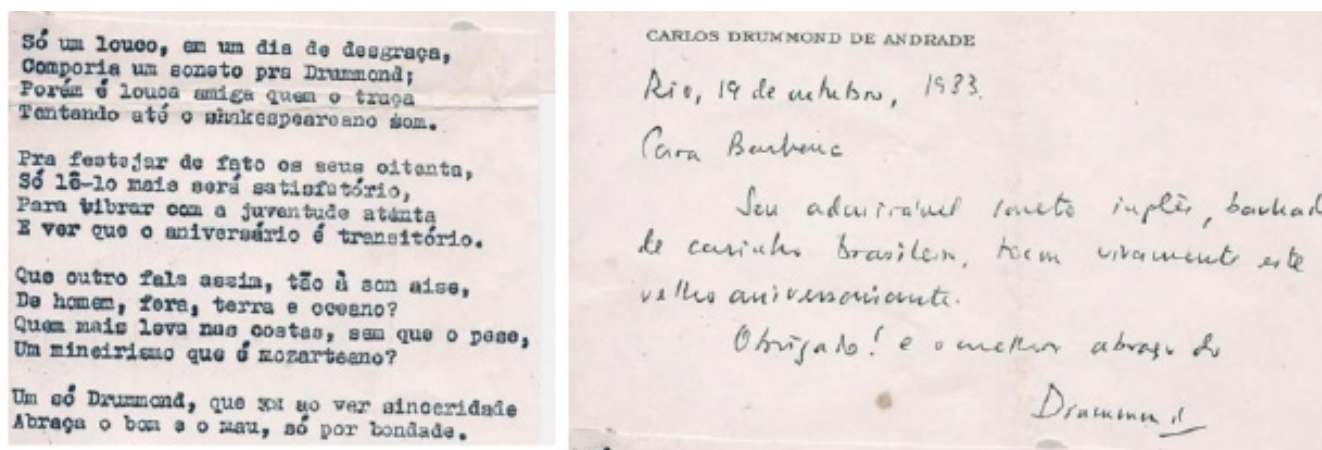 Só um louco, em um dia de desgraça,
Comporia um soneto pra Drummond;
Porém é louca amiga quem o traça
Tentando até o shakespeareano som.
Pra festejar de fato os seus oitenta,
Só lê-lo mais será satisfatório,
Para vibrar com a juventude atenta
E ver que o aniversário é transitório.
Que outro fala assim, tão à son aise,
De homem, fera, terra e oceano?
Quem mais leva nas costas, sem que o pese,
Um mineirismo que é mozarteano?
Um só Drummond, que ao ver sinceridade
Abraça o bom e o mau, só por bondade.
CARLOS DRUMMOND DE ANDRADE
Rio, 19 de outubro, 1983.
Cara Barbara
Seu admirável soneto inglês, banhad
de carinho brasileiro, tocou vivamente este
velho aniversariante.
Obrigado! e o melhor abraço do
Drummond